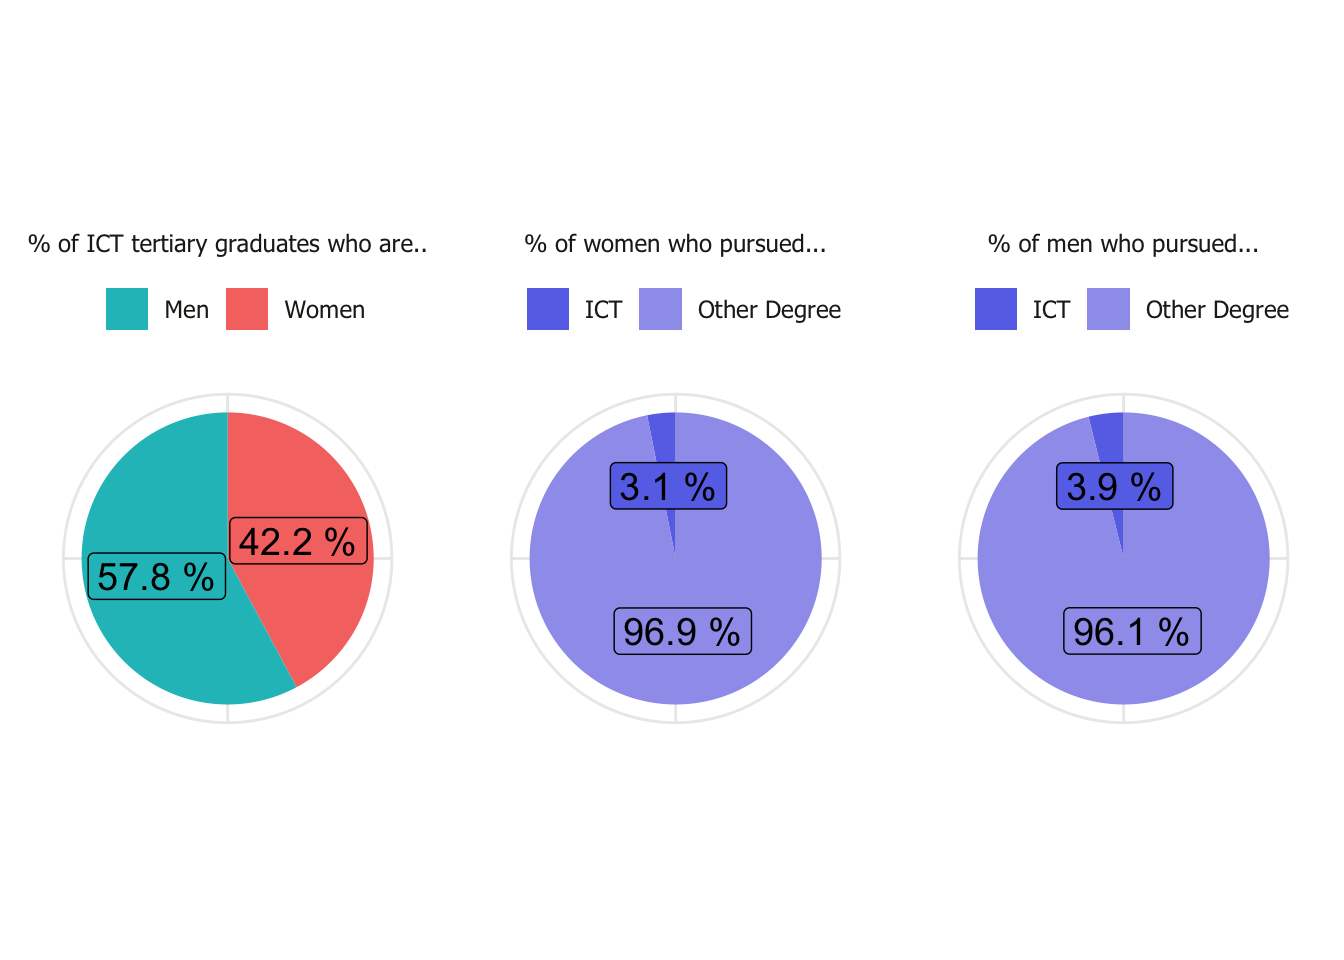 % of ICT tertiary graduates who are..
Men
Women
42.2 %
57.8 %
% of women who pursued...
ICT
Other Degree
3.1 %
96.9 %
% of men who pursued...
ICT
Other Degree
3.9 %
96.1 %